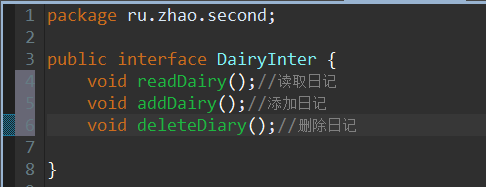 1 package ru.zhao.second;
2
3 public interface DairyInter {
4     void readDairy();//读取日记
5     void addDairy();//添加日记
6     void deleteDiary();//删除日记
7
8 }